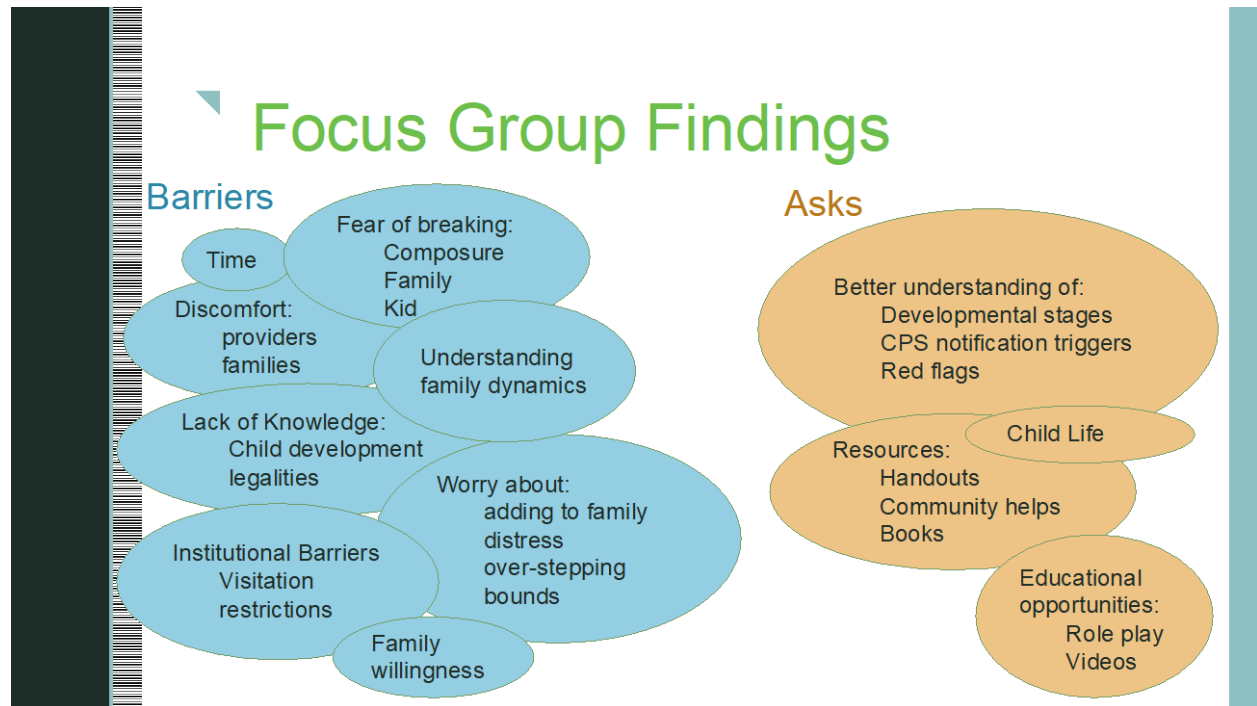 Focus Group Findings
Barriers
Time
Fear of breaking:
Composure
Family
Kid
Discomfort:
providers
families
Understanding
family dynamics
Lack of Knowledge:
Child development
legalities
Worry about:
adding to family
distress
over-stepping
bounds
Institutional Barriers
Visitation
restrictions
Family
willingness
Asks
Better understanding of:
Developmental stages
CPS notification triggers
Red flags
Child Life
Resources:
Handouts
Community helps
Books
Educational
opportunities:
Role play
Videos